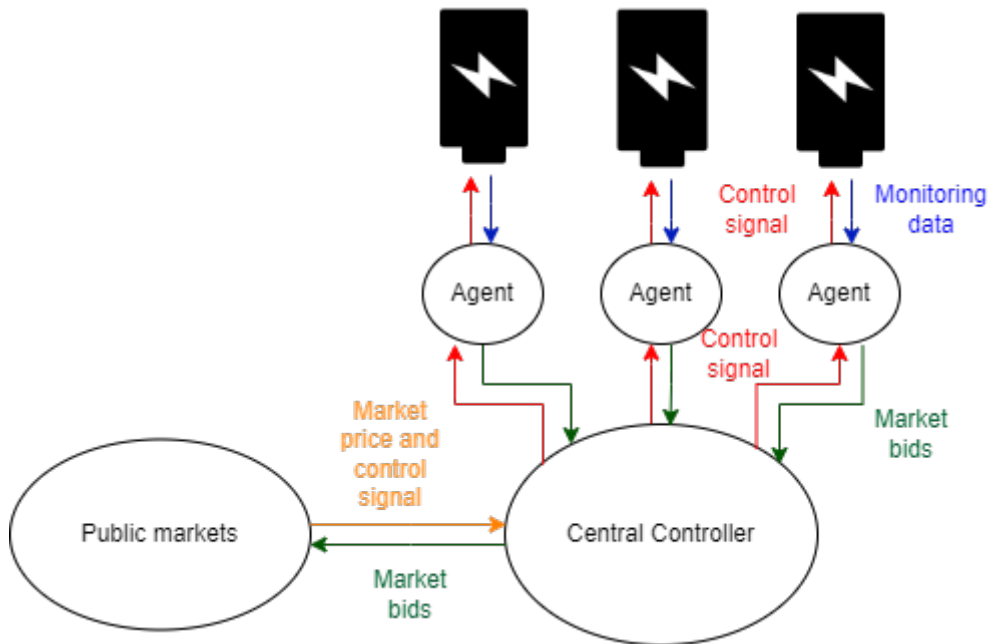 Control
signal
Monitoring
data
Agent
Agent
Agent
Control
signal
Market
price and
control
signal
Market
bids
Public markets
Central Controller
Market
bids